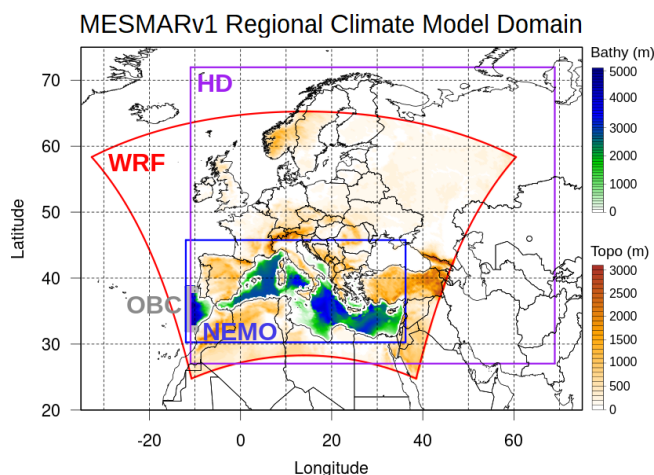 MESMARv1 Regional Climate Model Domain
Bathy (m)
HD
WRF
OBC
NEMO
Latitude
70
60
50
40
30
20
-20
0
20
40
60
Longitude
5000
4000
3000
2000
1000
0
Topo (m)
3000
2500
2000
1500
1000
500
0